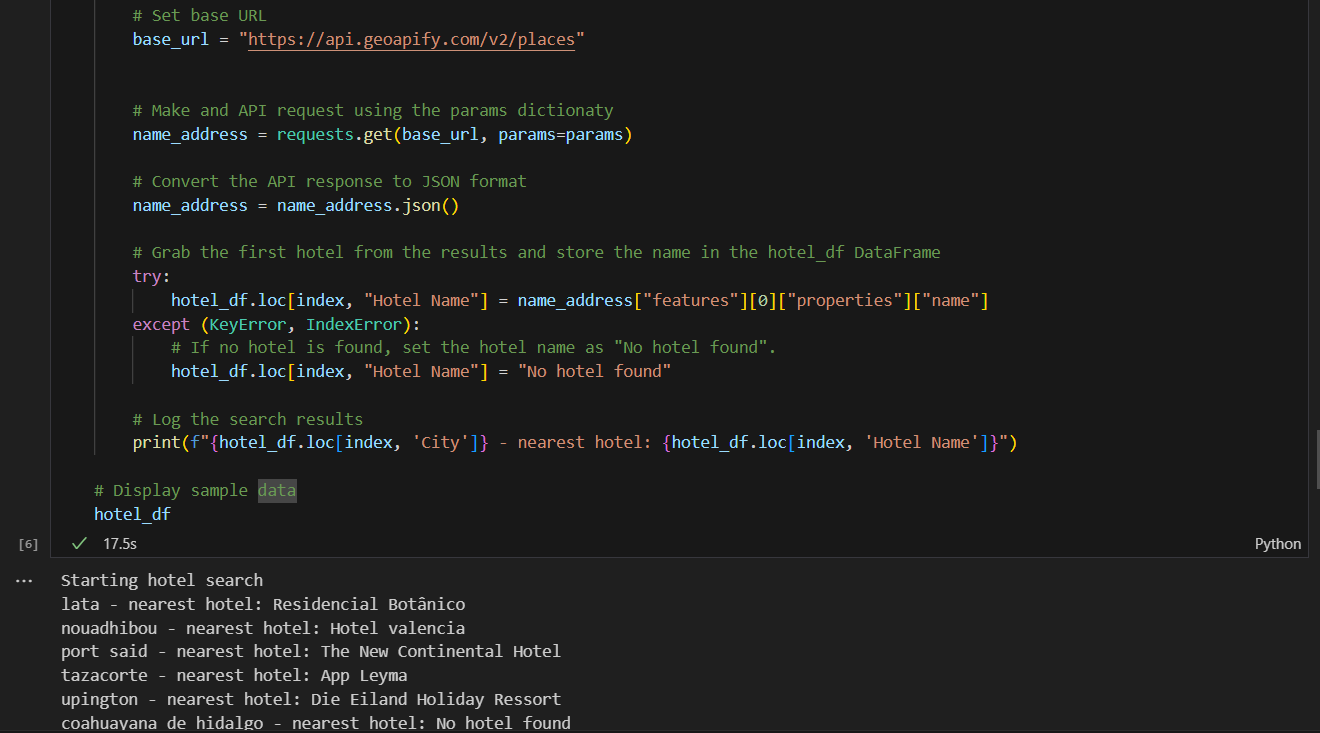 # Set base URL
base_url = "https://api.geoapify.com/v2/places"
# Make and API request using the params dictionaty
name_address = requests.get(base_url, params=params)
# Convert the API response to JSON format
name_address = name_address.json()
# Grab the first hotel from the results and store the name in the hotel_df DataFrame
try:
hotel_df.loc[index, "Hotel Name"] = name_address["features"][0]["properties"]["name"]
except (KeyError, IndexError):
# If no hotel is found, set the hotel name as "No hotel found".
hotel_df.loc[index, "Hotel Name"] = "No hotel found"
# Log the search results
print(f"{hotel_df.loc[index, 'City']} - nearest hotel: {hotel_df.loc[index, 'Hotel Name']}")
# Display sample data
hotel_df
[6] 17.5s Python
... Starting hotel search
lata - nearest hotel: Residencial Botânico
nouadhibou - nearest hotel: Hotel valencia
port said - nearest hotel: The New Continental Hotel
tazacorte - nearest hotel: App Leyma
upington - nearest hotel: Die Eiland Holiday Ressort
coahuayana de hidalgo - nearest hotel: No hotel found